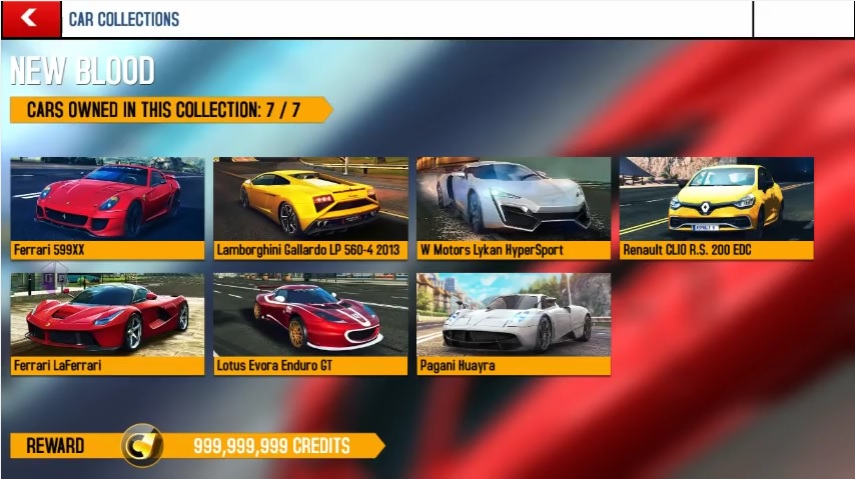 CAR COLLECTIONS
NEW BLOOD
CARS OWNED IN THIS COLLECTION: 7 / 7
Ferrari 599XX
Lamborghini Gallardo LP 560-4 2013
W Motors Lykan HyperSport
Renault CLIO R.S. 200 EDC
Ferrari LaFerrari
Lotus Evora Enduro GT
Pagani Huayra
REWARD 999,999,999 CREDITS